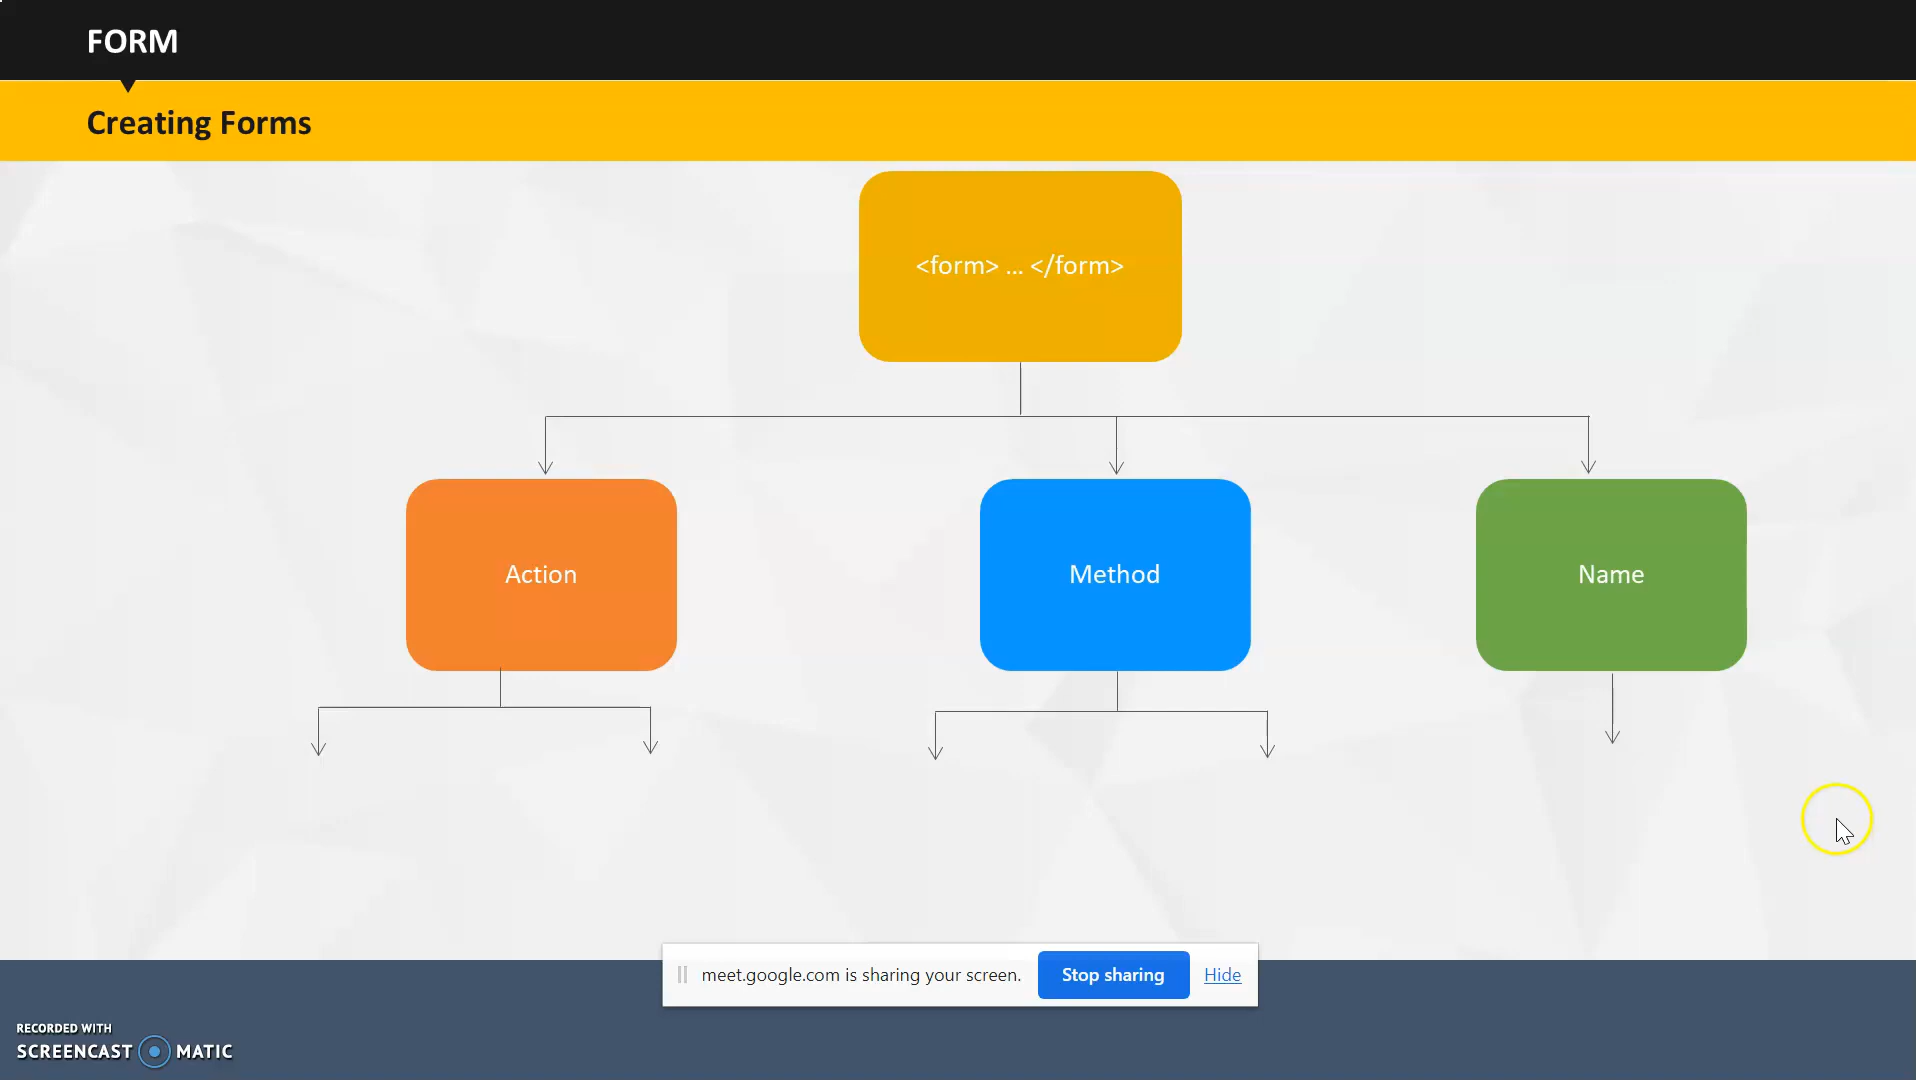 FORM
Creating Forms
<form> ... </form>
Action
Method
Name
meet.google.com is sharing your screen.
Stop sharing
Hide
RECORDED WITH
SCREENCAST MATIC